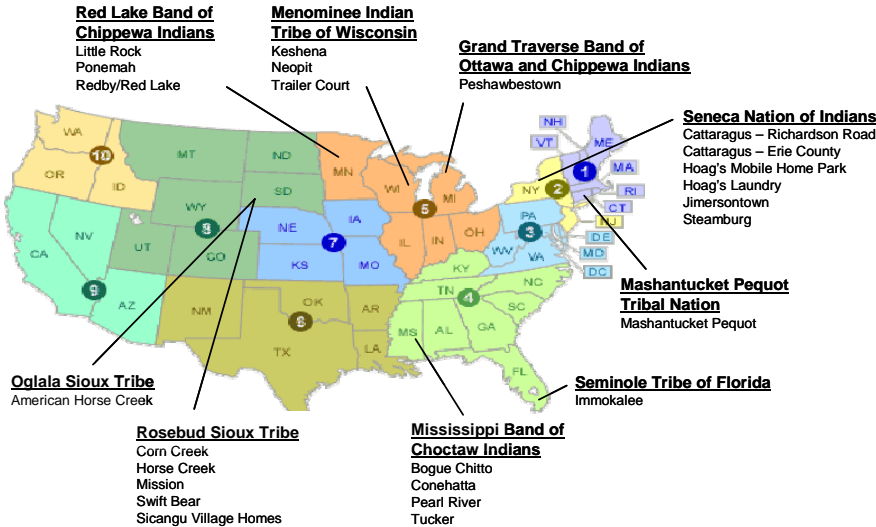 Red Lake Band of
Chippewa Indians
Little Rock
Ponemah
Redby/Red Lake
Menominee Indian
Tribe of Wisconsin
Keshena
Neopit
Trailer Court
Grand Traverse Band of
Ottawa and Chippewa Indians
Peshawbestown
Seneca Nation of Indians
Cattaragus – Richardson Road
Cattaragus – Erie County
Hoag's Mobile Home Park
Hoag's Laundry
Jimersontown
Steamburg
Mashantucket Pequot
Tribal Nation
Mashantucket Pequot
Seminole Tribe of Florida
Immokalee
Mississippi Band of
Choctaw Indians
Bogue Chitto
Conehatta
Pearl River
Tucker
Rosebud Sioux Tribe
Corn Creek
Horse Creek
Mission
Swift Bear
Sicangu Village Homes
Oglala Sioux Tribe
American Horse Creek
WA
OR
ID
10
MT
ND
SD
WY
UT
CO
8
CA
NV
AZ
9
NE
IA
KS
MO
7
MN
WI
MI
IL
IN
OH
5
NM
OK
AR
TX
LA
6
KY
TN
NC
SC
MS
AL
GA
FL
4
PA
WV
VA
3
DE
MD
DC
NY
NJ
2
NH
VT
ME
MA
RI
CT
1